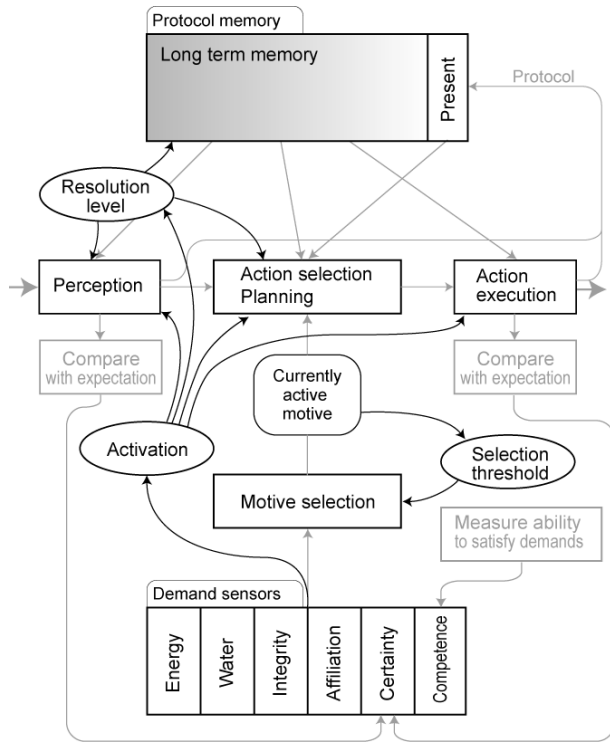 Protocol memory
Long term memory
Present
Protocol
Resolution
level
Perception
Action selection
Planning
Action
execution
Compare
with expectation
Currently
active
motive
Compare
with expectation
Activation
Selection
threshold
Motive selection
Measure ability
to satisfy demands
Demand sensors
Energy
Water
Integrity
Affiliation
Certainty
Competence